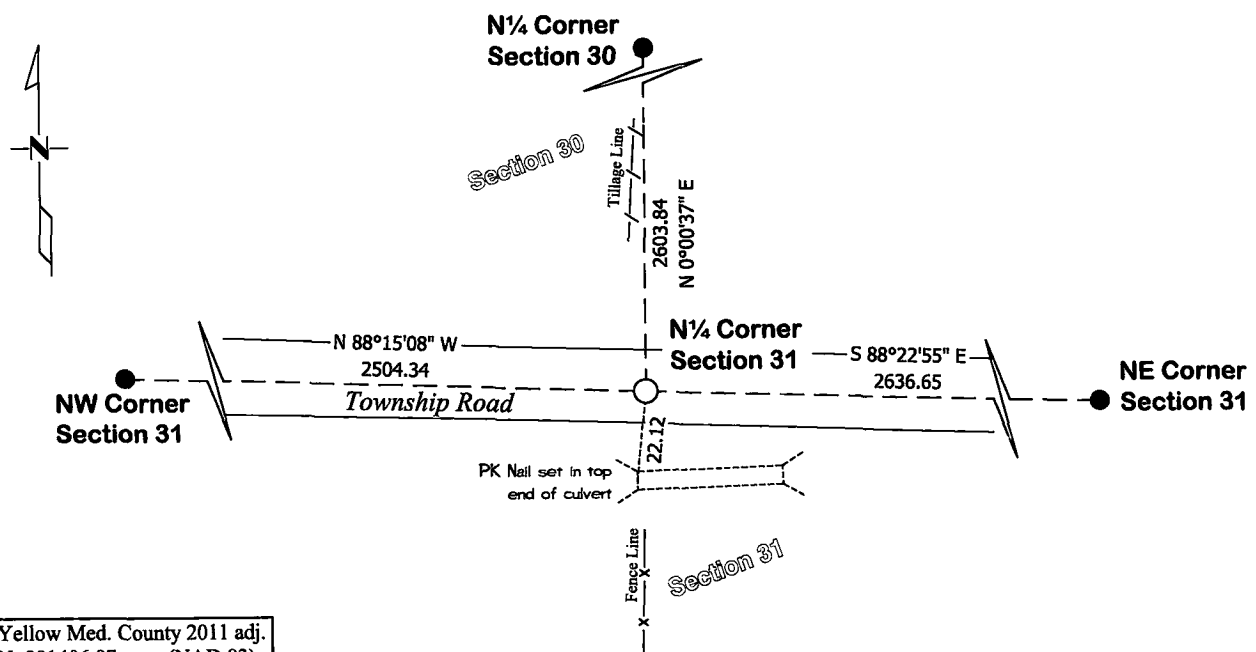 N¼ Corner
Section 30
N
Section 30
Tillage Line
2603.84
N 0°00'37" E
N¼ Corner
Section 31
N 88°15'08" W
2504.34
S 88°22'55" E
2636.65
NW Corner
Section 31
Township Road
NE Corner
Section 31
22.12
PK Nail set in top
end of culvert
Fence Line
Section 31
Yellow Med. County 2011 adj.